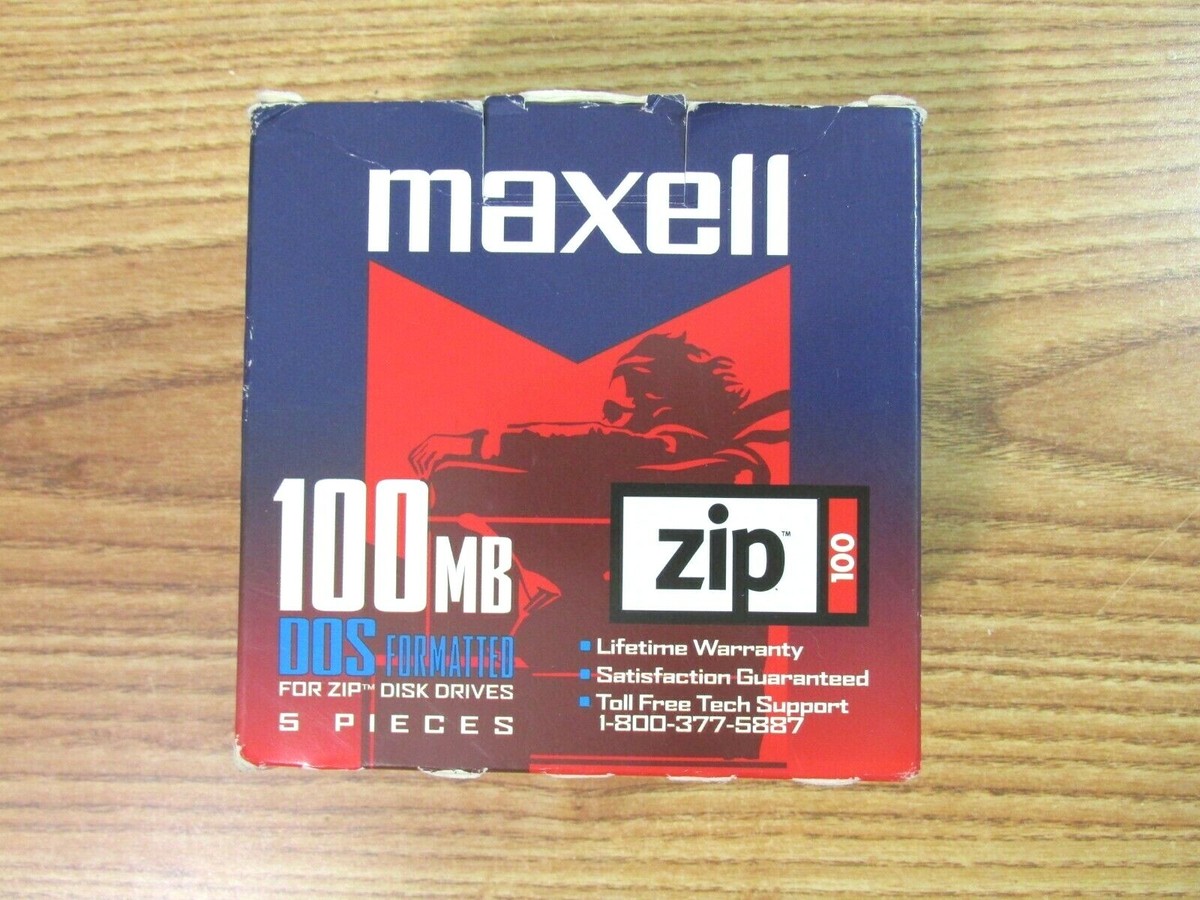 maxell
100MB
DOS FORMATTED
FOR ZIP™ DISK DRIVES
5 PIECES
zip™
100
Lifetime Warranty
Satisfaction Guaranteed
Toll Free Tech Support
1-800-377-5887